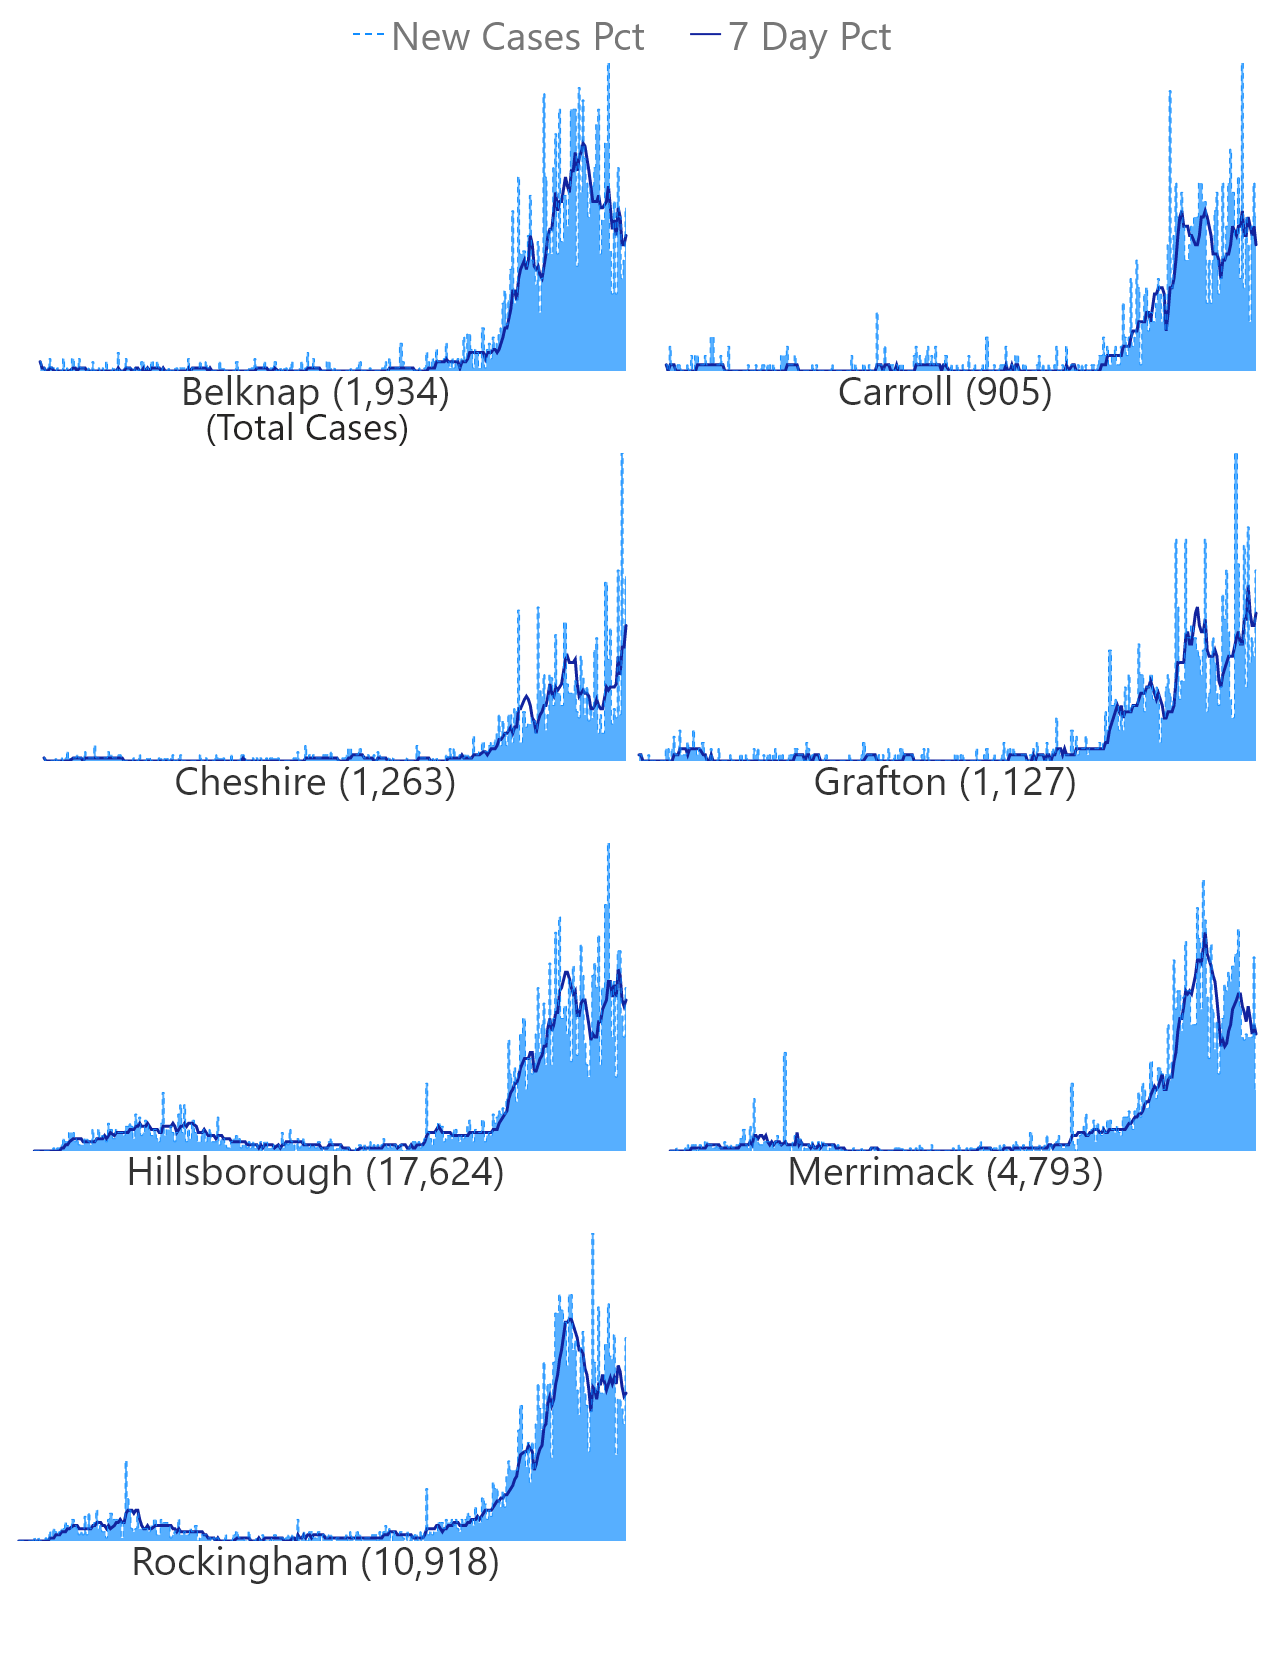 New Cases Pct 7 Day Pct
Belknap (1,934)
(Total Cases)
Carroll (905)
Cheshire (1,263)
Grafton (1,127)
Hillsborough (17,624)
Merrimack (4,793)
Rockingham (10,918)